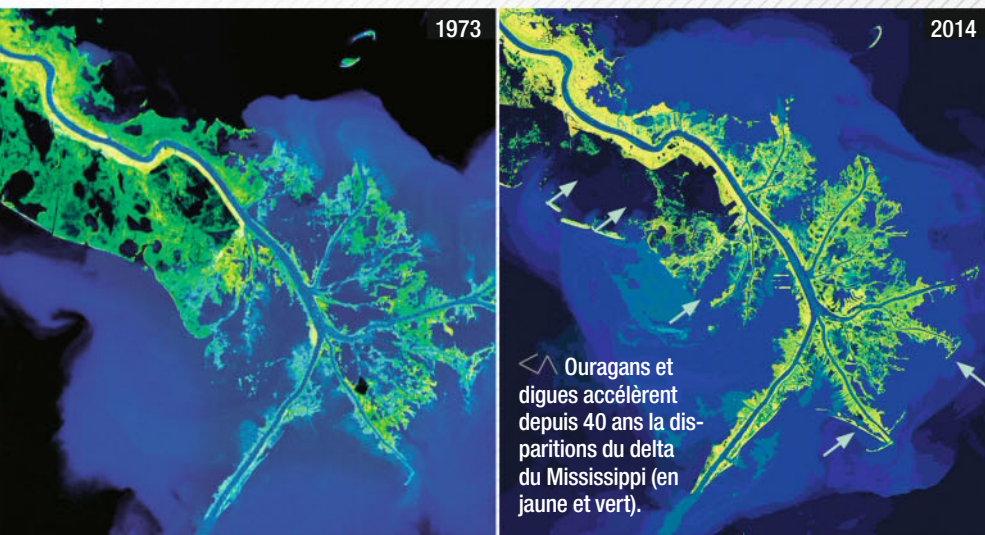 1973
2014
Ouragans et
digues accélèrent
depuis 40 ans la dis-
paritions du delta
du Mississippi (en
jaune et vert).